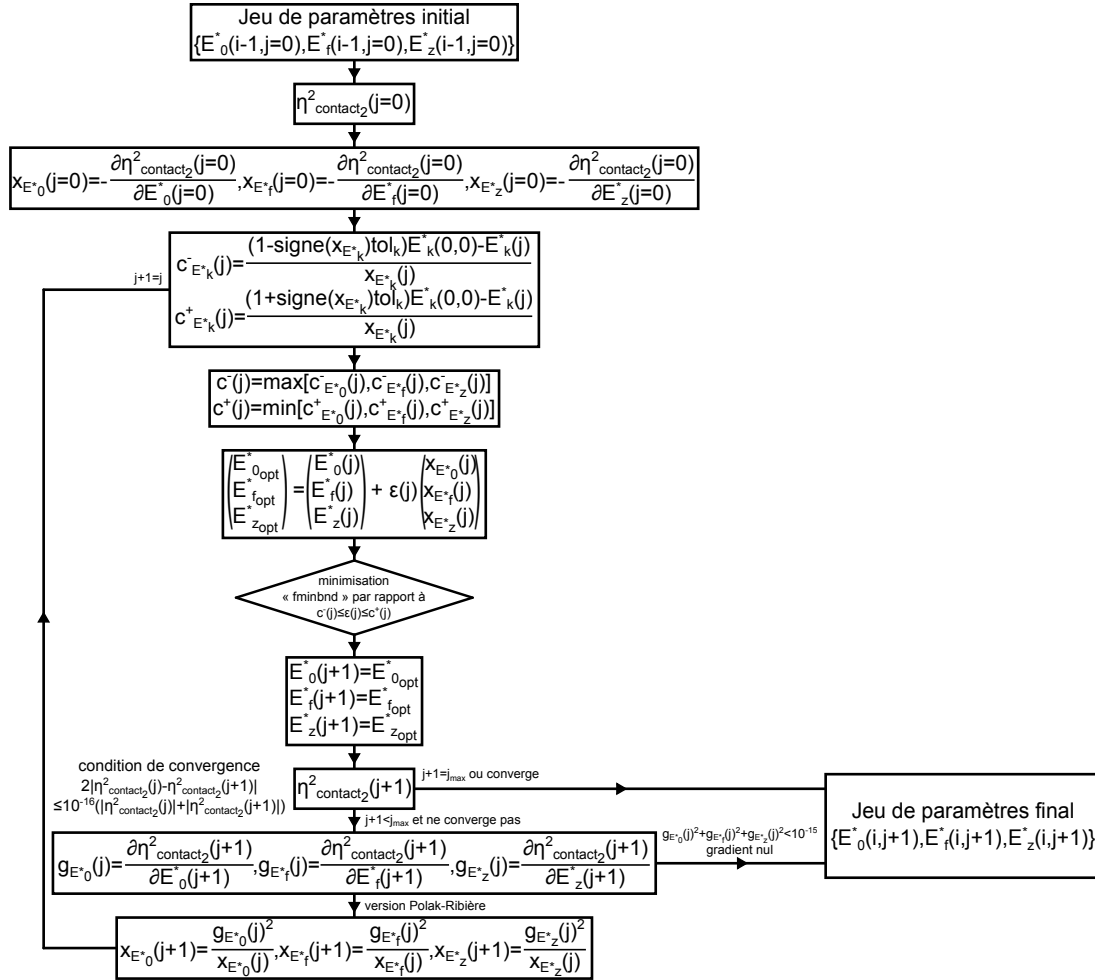 Jeu de paramètres initial
{E*₀(i-1,j=0),E*f(i-1,j=0),E*z(i-1,j=0)}
η²contact₂(j=0)
xE*₀(j=0)=-∂η²contact₂(j=0)/∂E*₀(j=0),xE*f(j=0)=-∂η²contact₂(j=0)/∂E*f(j=0),xE*z(j=0)=-∂η²contact₂(j=0)/∂E*z(j=0)
j+1=j
c⁻E*k(j)=(1-signe(xE*k)tolk)E*k(0,0)-E*k(j)/xE*k(j)
c⁺E*k(j)=(1+signe(xE*k)tolk)E*k(0,0)-E*k(j)/xE*k(j)
c⁻(j)=max[c⁻E*₀(j),c⁻E*f(j),c⁻E*z(j)]
c⁺(j)=min[c⁺E*₀(j),c⁺E*f(j),c⁺E*z(j)]
(E*₀opt) = (E*₀(j)) + ε(j) (xE*₀(j))
(E*fopt) (E*f(j)) (xE*f(j))
(E*zopt) (E*z(j)) (xE*z(j))
minimisation
« fminbnd » par rapport à
c⁻(j)≤ε(j)≤c⁺(j)
E*₀(j+1)=E*₀opt
E*f(j+1)=E*fopt
E*z(j+1)=E*zopt
condition de convergence
2|η²contact₂(j)-η²contact₂(j+1)|
≤10⁻¹⁶(|η²contact₂(j)|+|η²contact₂(j+1)|)
η²contact₂(j+1)
j+1=jmax ou converge
j+1<jmax et ne converge pas
gE*₀(j)=∂η²contact₂(j+1)/∂E*₀(j+1),gE*f(j)=∂η²contact₂(j+1)/∂E*f(j+1),gE*z(j)=∂η²contact₂(j+1)/∂E*z(j+1)
gE*₀(j)²+gE*f(j)²+gE*z(j)²<10⁻¹⁵
gradient nul
Jeu de paramètres final
{E*₀(i,j+1),E*f(i,j+1),E*z(i,j+1)}
version Polak-Ribière
xE*₀(j+1)=gE*₀(j)²/xE*₀(j),xE*f(j+1)=gE*f(j)²/xE*f(j),xE*z(j+1)=gE*z(j)²/xE*z(j)